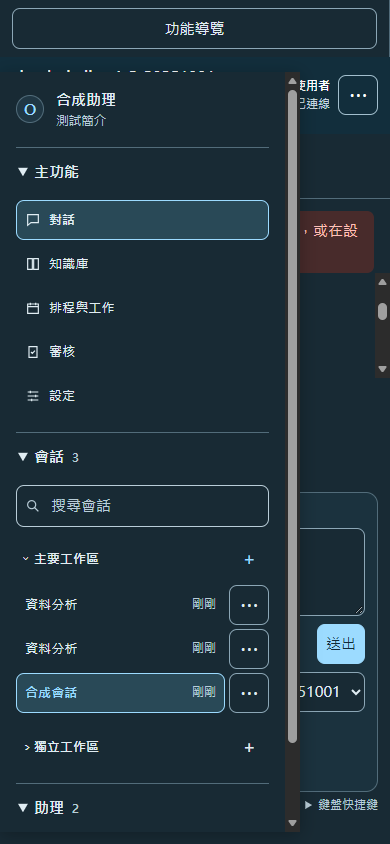 功能導覽
合成助理
測試簡介
使用者
已連線
...
▼ 主功能
對話
知識庫
排程與工作
審核
設定
，或在設
▼ 會話 3
搜尋會話
主要工作區 +
資料分析 剛剛 ...
資料分析 剛剛 ...
合成會話 剛剛 ...
送出
51001
獨立工作區 +
▼ 助理 2
▶ 鍵盤快捷鍵